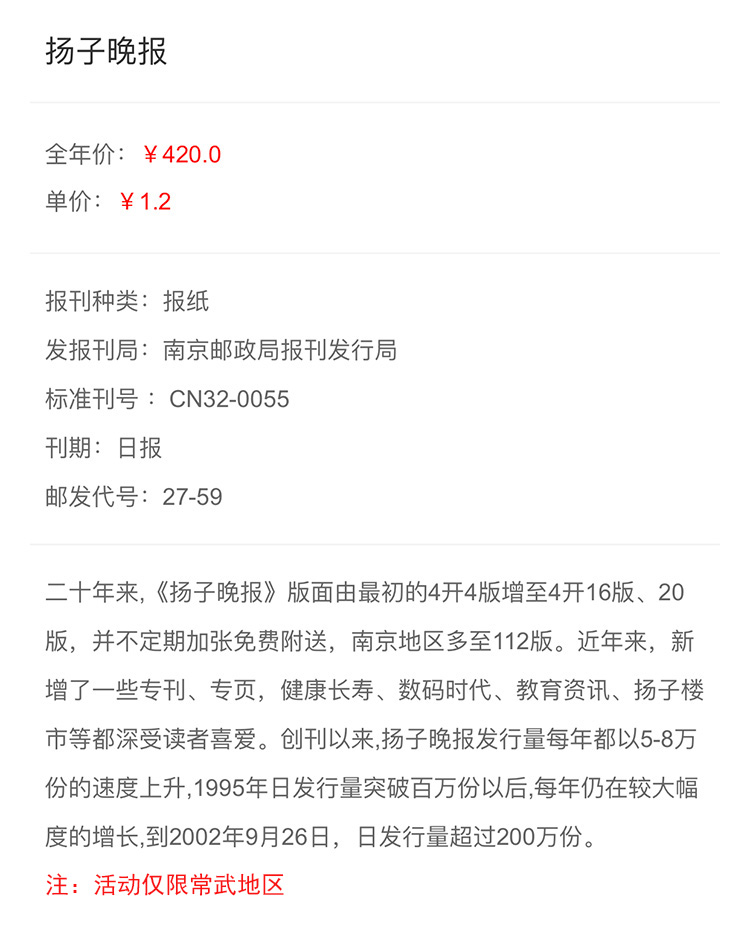 扬子晚报
全年价：￥420.0
单价：￥1.2
报刊种类：报纸
发报刊局：南京邮政局报刊发行局
标准刊号 ：CN32-0055
刊期：日报
邮发代号：27-59
二十年来,《扬子晚报》版面由最初的4开4版增至4开16版、20
版，并不定期加张免费附送，南京地区多至112版。近年来，新
增了一些专刊、专页，健康长寿、数码时代、教育资讯、扬子楼
市等都深受读者喜爱。创刊以来,扬子晚报发行量每年都以5-8万
份的速度上升,1995年日发行量突破百万份以后,每年仍在较大幅
度的增长,到2002年9月26日，日发行量超过200万份。
注：活动仅限常武地区